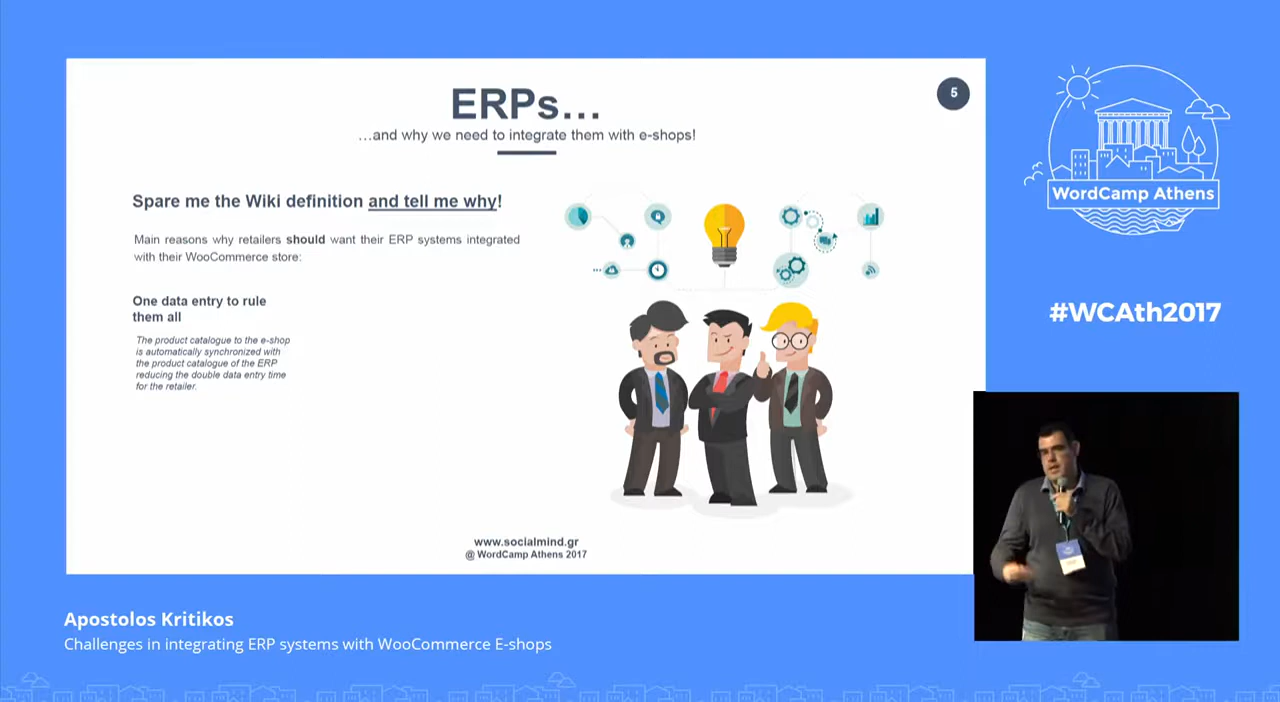 ERPs...
...and why we need to integrate them with e-shops!
5
Spare me the Wiki definition and tell me why!
Main reasons why retailers should want their ERP systems integrated
with their WooCommerce store:
One data entry to rule
them all
The product catalogue to the e-shop
is automatically synchronized with
the product catalogue of the ERP
reducing the double data entry time
for the retailer.
www.socialmind.gr
@ WordCamp Athens 2017
WordCamp Athens
#WCAth2017
Apostolos Kritikos
Challenges in integrating ERP systems with WooCommerce E-shops